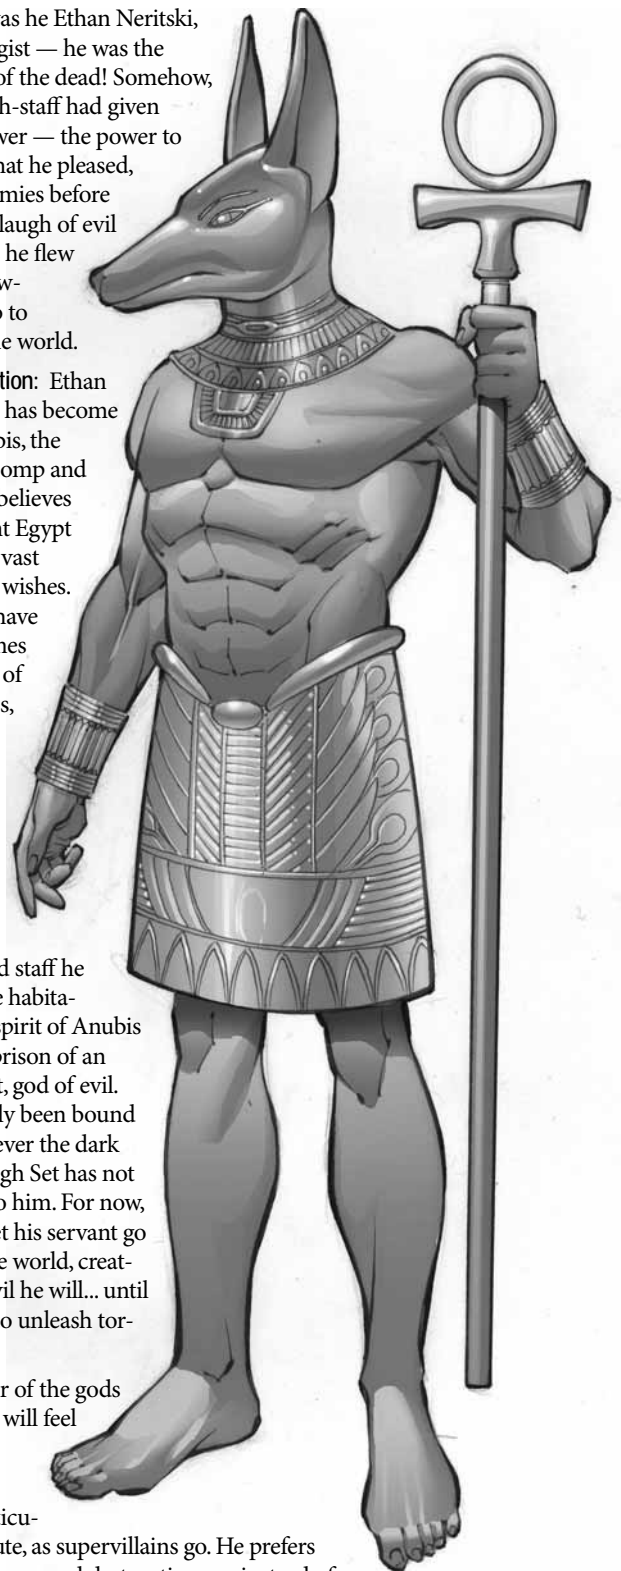 as he Ethan Neritski,
gist — he was the
of the dead! Somehow,
h-staff had given
wer — the power to
hat he pleased,
mies before
laugh of evil
he flew
w-
to
e world.
tion: Ethan
has become
bis, the
omp and
believes
t Egypt
vast
wishes.
have
nes
of
s,
d staff he
e habita-
spirit of Anubis
prison of an
t, god of evil.
ly been bound
ever the dark
gh Set has not
o him. For now,
et his servant go
e world, creat-
vil he will... until
o unleash tor-
r of the gods
will feel
ticu-
ute, as supervillains go. He prefers